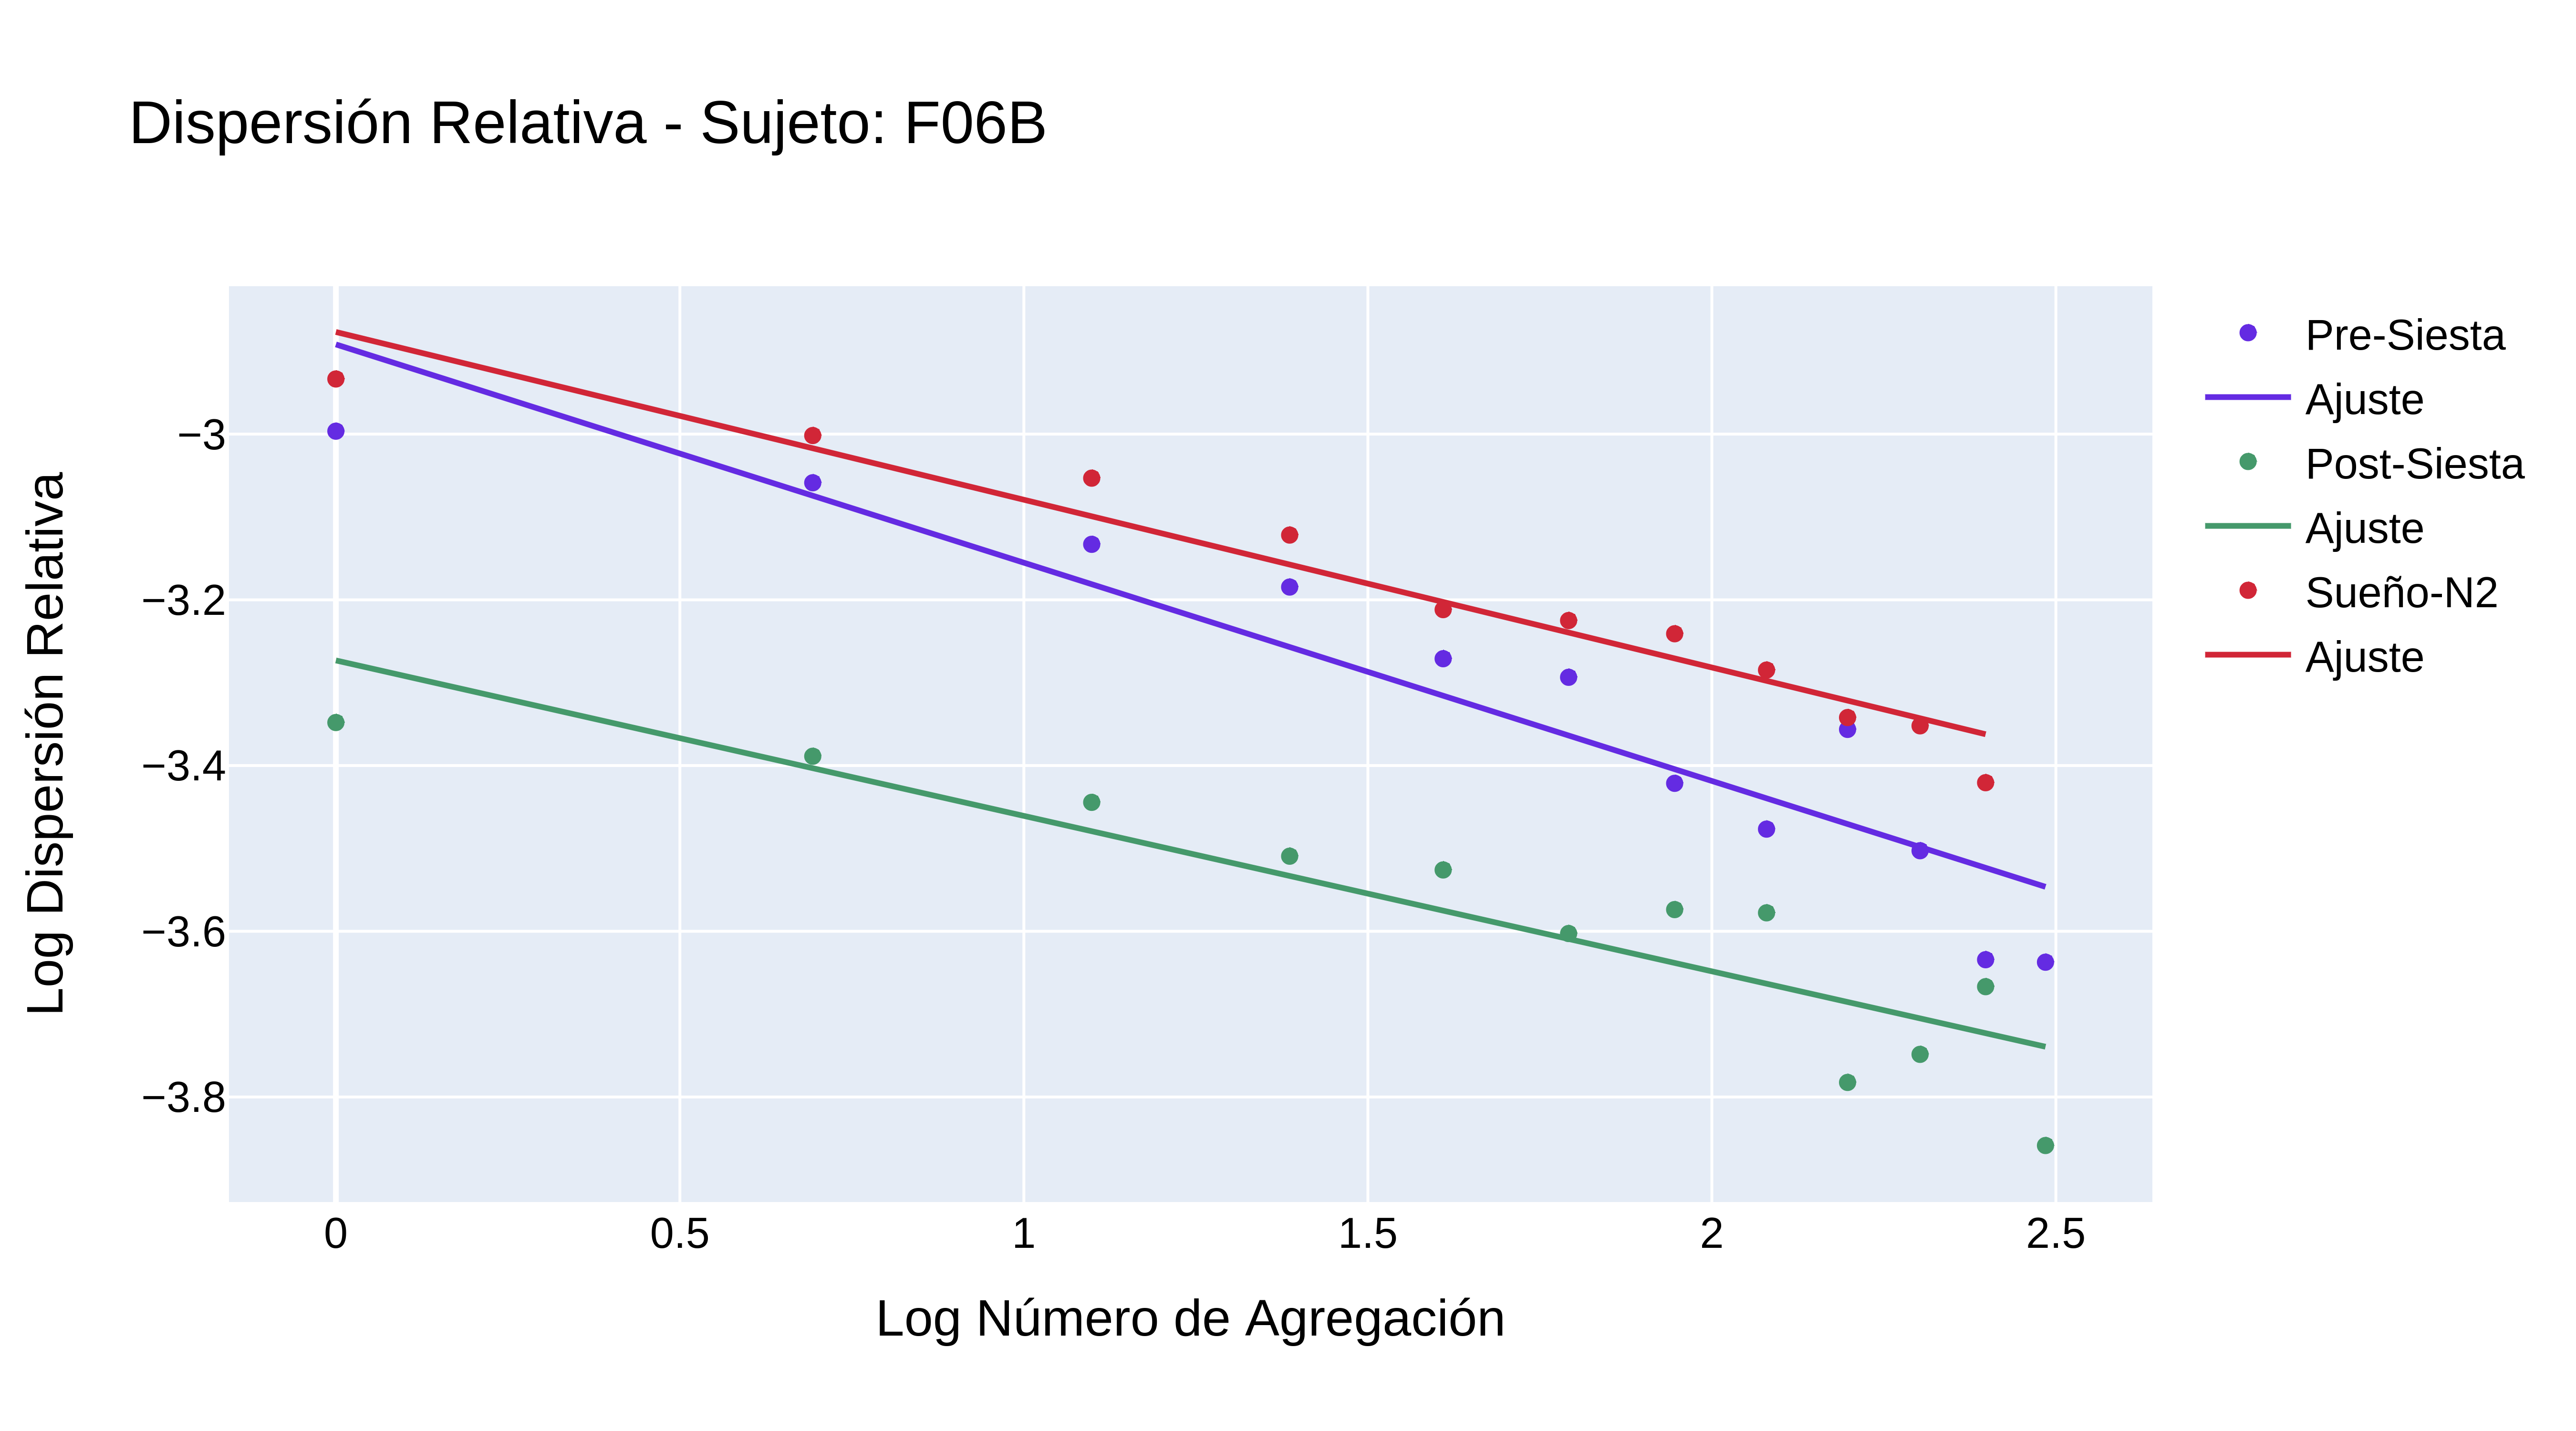 Dispersión Relativa - Sujeto: F06B
Log Dispersión Relativa
−3
−3.2
−3.4
−3.6
−3.8
0
0.5
1
1.5
2
2.5
Log Número de Agregación
Pre-Siesta
Ajuste
Post-Siesta
Ajuste
Sueño-N2
Ajuste